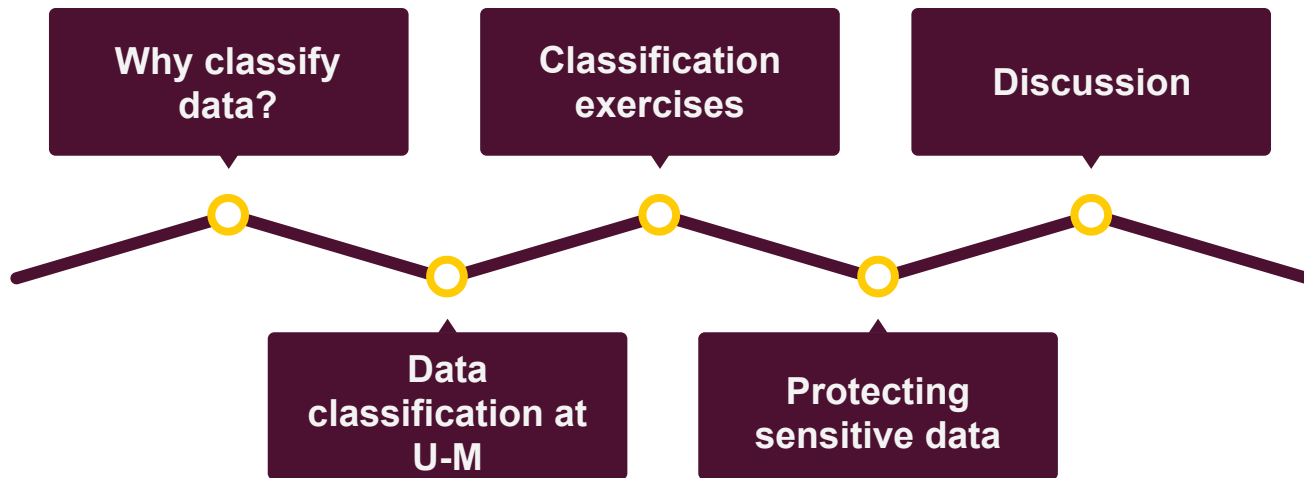 Why classify
data?
Data
classification at
U-M
Classification
exercises
Protecting
sensitive data
Discussion